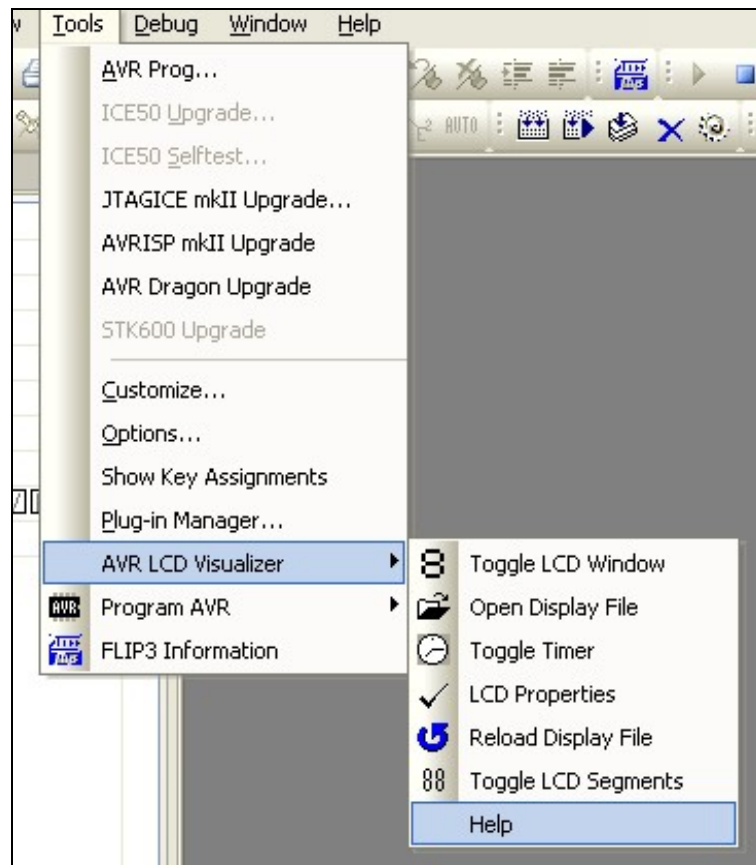 Tools Debug Window Help
AVR Prog...
ICE50 Upgrade...
ICE50 Selftest...
JTAGICE mkII Upgrade...
AVRISP mkII Upgrade
AVR Dragon Upgrade
STK600 Upgrade
Customize...
Options...
Show Key Assignments
Plug-in Manager...
AVR LCD Visualizer
Program AVR
FLIP3 Information
Toggle LCD Window
Open Display File
Toggle Timer
LCD Properties
Reload Display File
Toggle LCD Segments
Help
AUTO
AVR